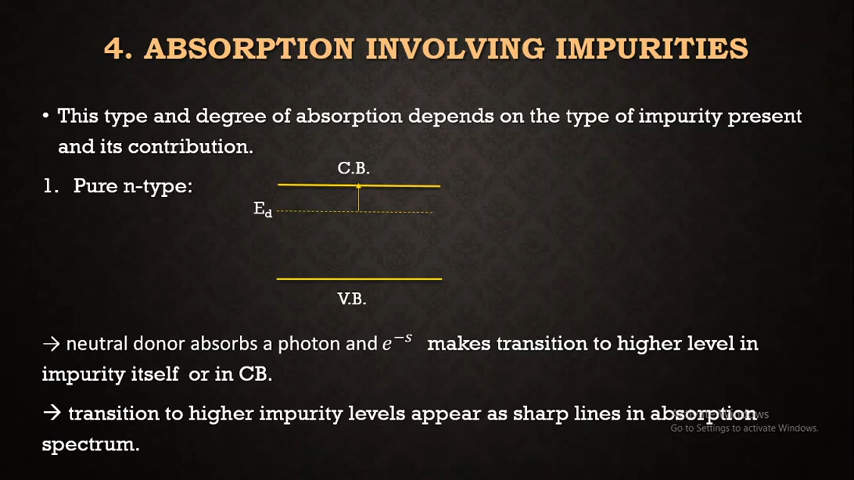 4. ABSORPTION INVOLVING IMPURITIES
• This type and degree of absorption depends on the type of impurity present
and its contribution.
C.B.
1. Pure n-type:
E_d
V.B.
→ neutral donor absorbs a photon and e^{-s} makes transition to higher level in
impurity itself or in CB.
→ transition to higher impurity levels appear as sharp lines in absorption
spectrum.
Activate Windows
Go to Settings to activate Windows.